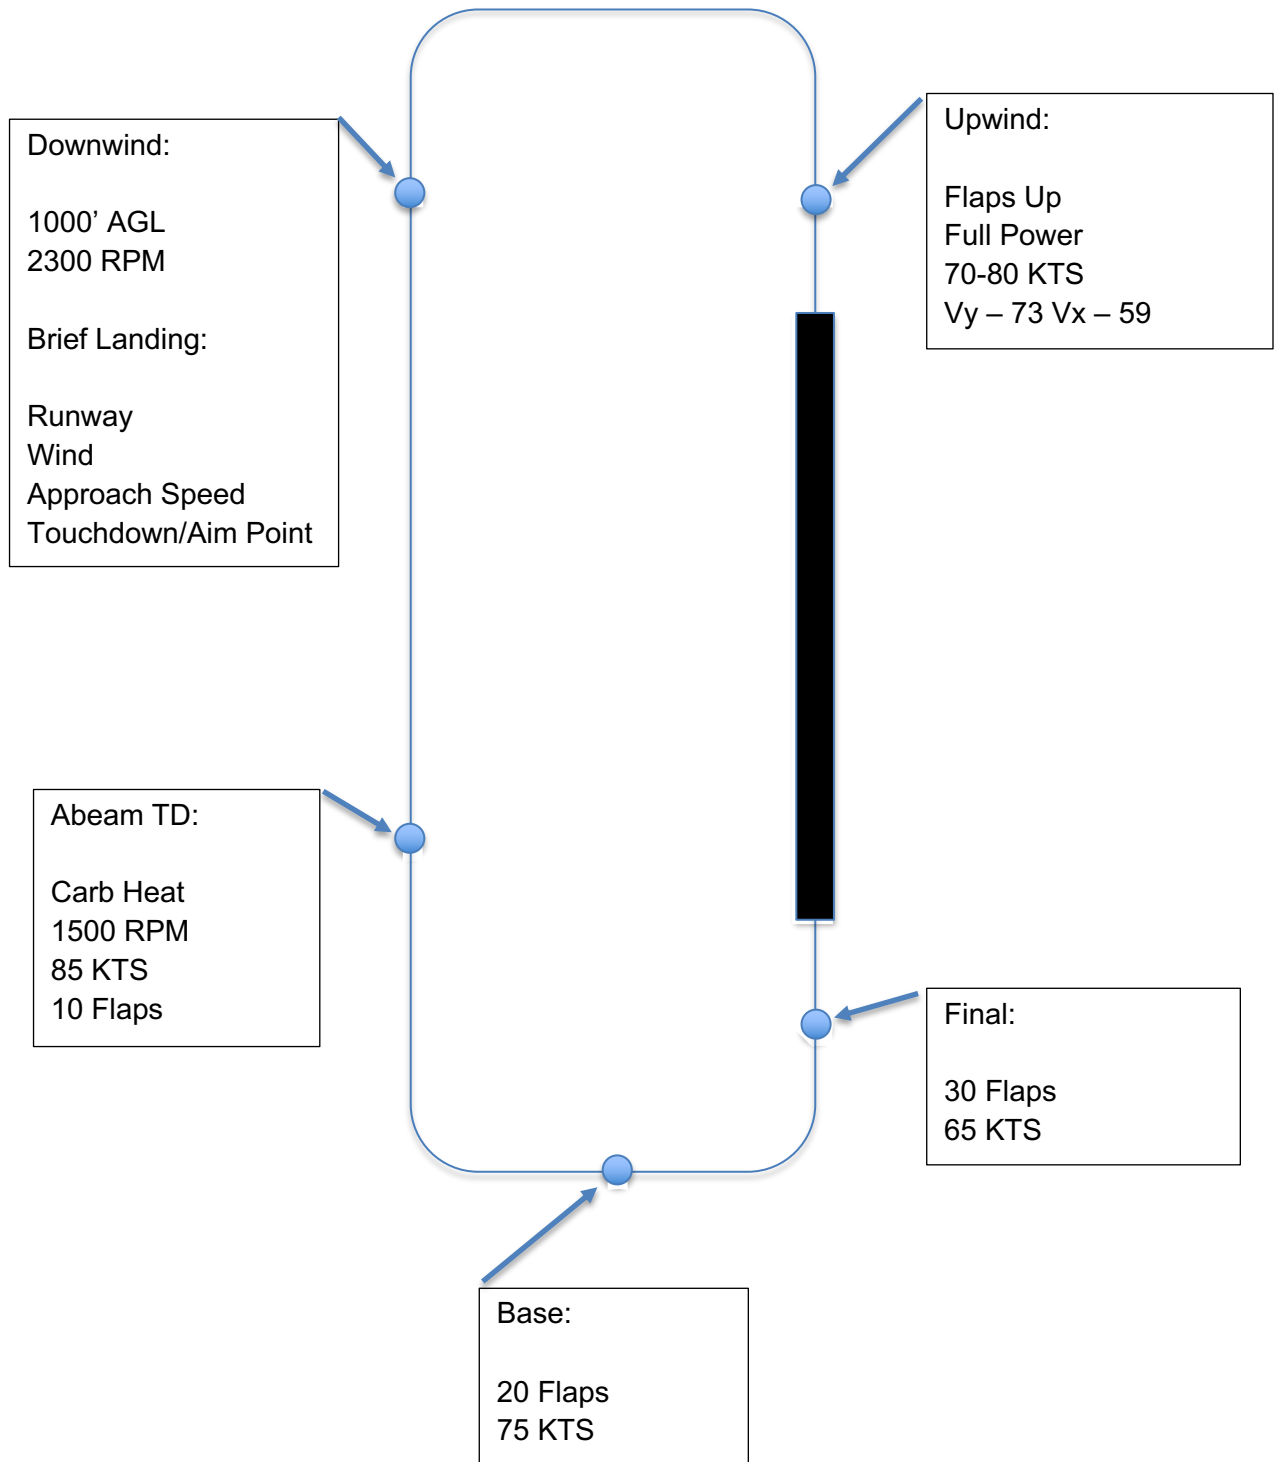 Downwind:
1000’ AGL
2300 RPM
Brief Landing:
Runway
Wind
Approach Speed
Touchdown/Aim Point
Upwind:
Flaps Up
Full Power
70-80 KTS
Vy – 73 Vx – 59
Abeam TD:
Carb Heat
1500 RPM
85 KTS
10 Flaps
Final:
30 Flaps
65 KTS
Base:
20 Flaps
75 KTS